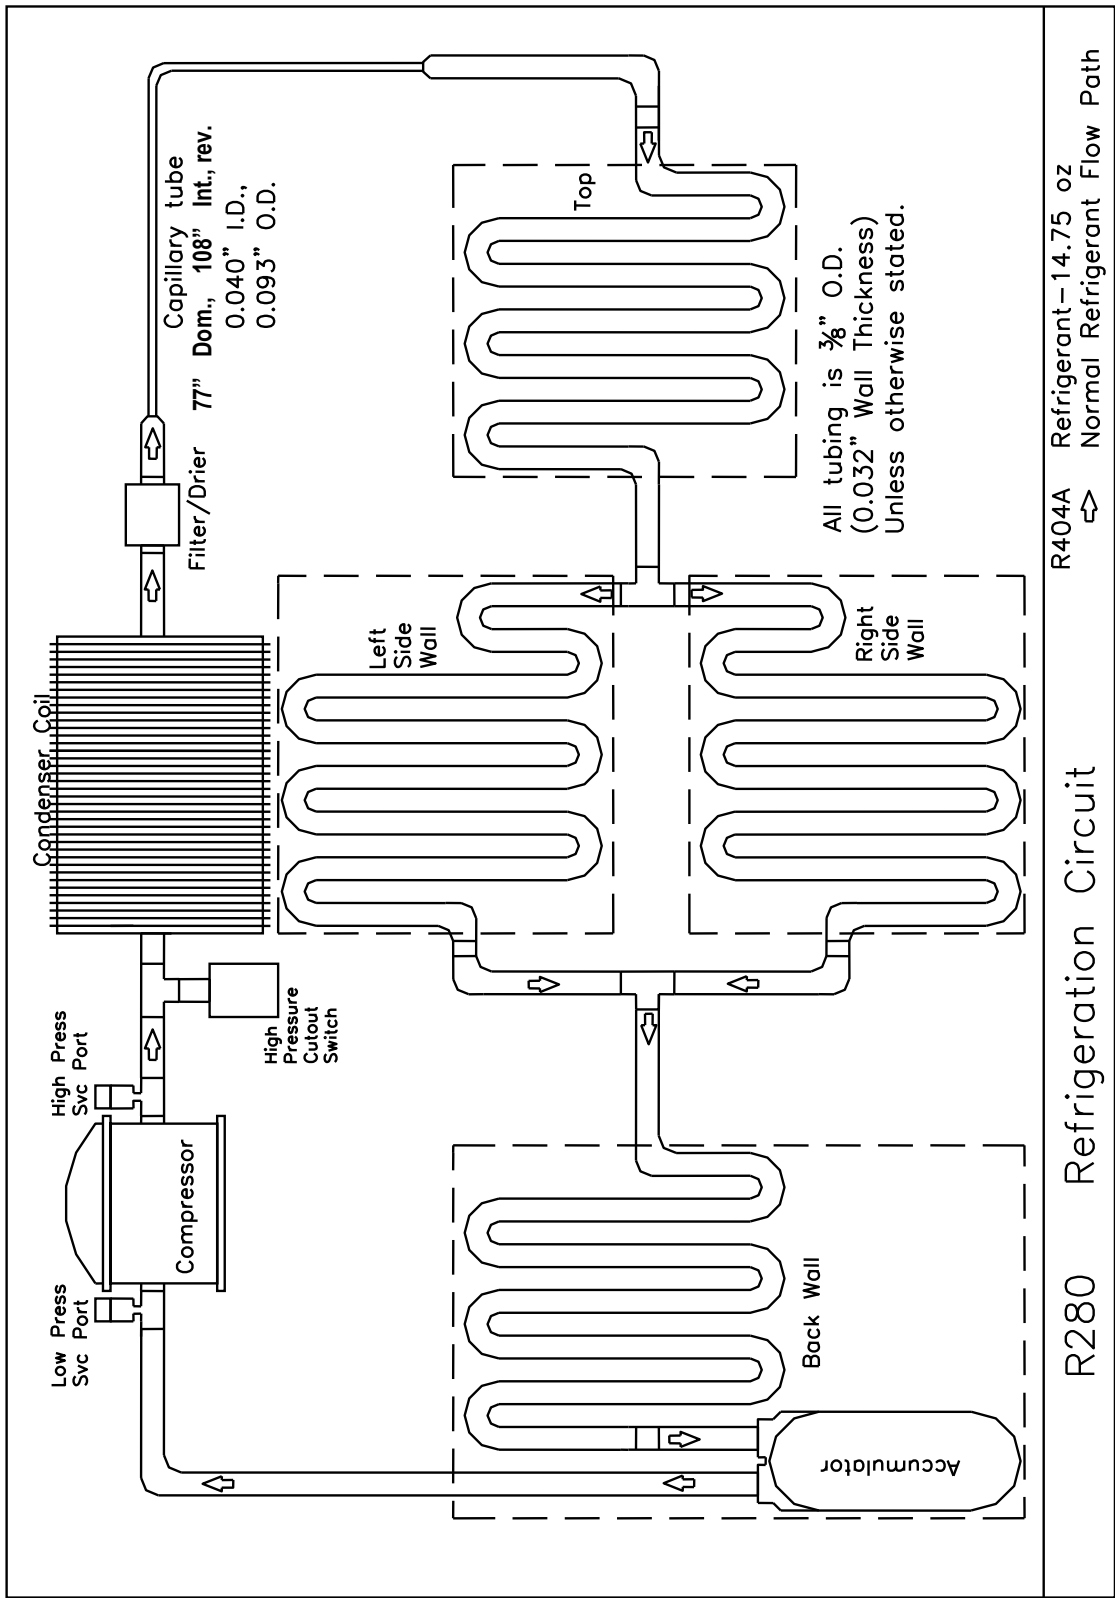 Low Press
Svc Port
High Press
Svc Port
Compressor
High
Pressure
Cutout
Switch
Condenser Coil
Filter/Drier
Capillary tube
77" Dom., 108" Int., rev.
0.040" I.D.,
0.093" O.D.
Left
Side
Wall
Top
Back Wall
Accumulator
Right
Side
Wall
All tubing is 3/8" O.D.
(0.032" Wall Thickness)
Unless otherwise stated.
R280 Refrigeration Circuit
R404A Refrigerant-14.75 oz
Normal Refrigerant Flow Path